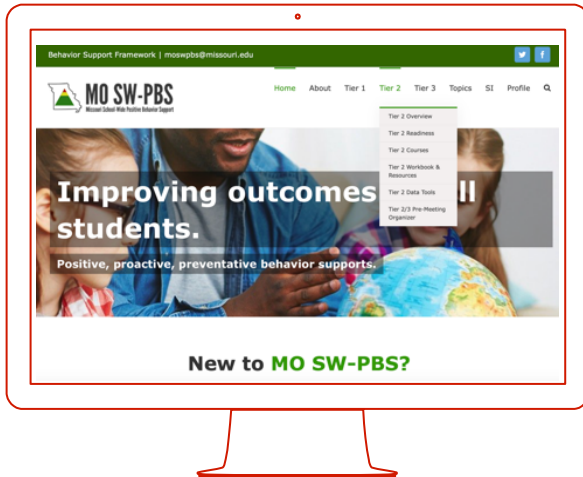 Behavior Support Framework | moswpbs@missouri.edu
MO SW-PBS
Missouri School-Wide Positive Behavior Support
Home About Tier 1 Tier 2 Tier 3 Topics SI Profile
Tier 2 Overview
Tier 2 Readiness
Tier 2 Courses
Tier 2 Workbook &
Resources
Tier 2 Data Tools
Tier 2/3 Pre-Meeting
Organizer
Improving outcomes ll
students.
Positive, proactive, preventative behavior supports.
New to MO SW-PBS?